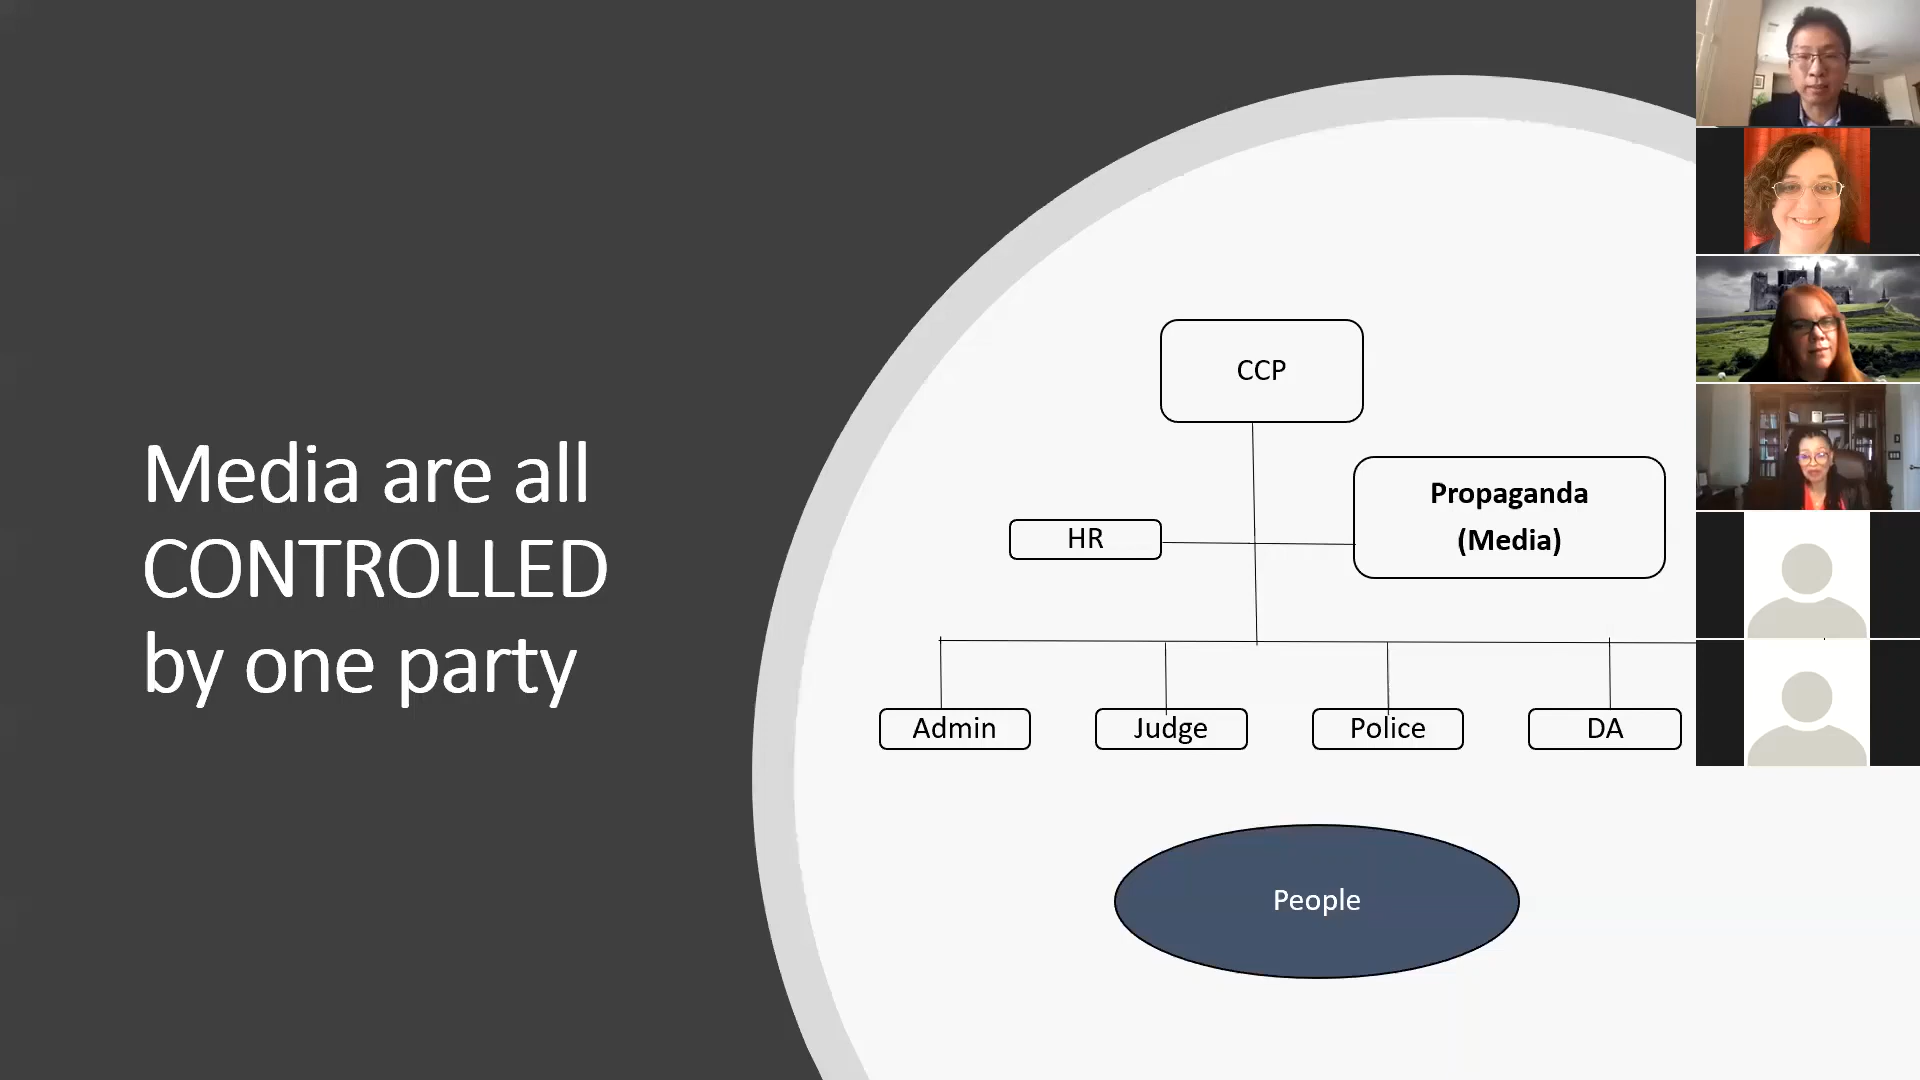 Media are all
CONTROLLED
by one party
CCP
Propaganda
(Media)
HR
Admin
Judge
Police
DA
People